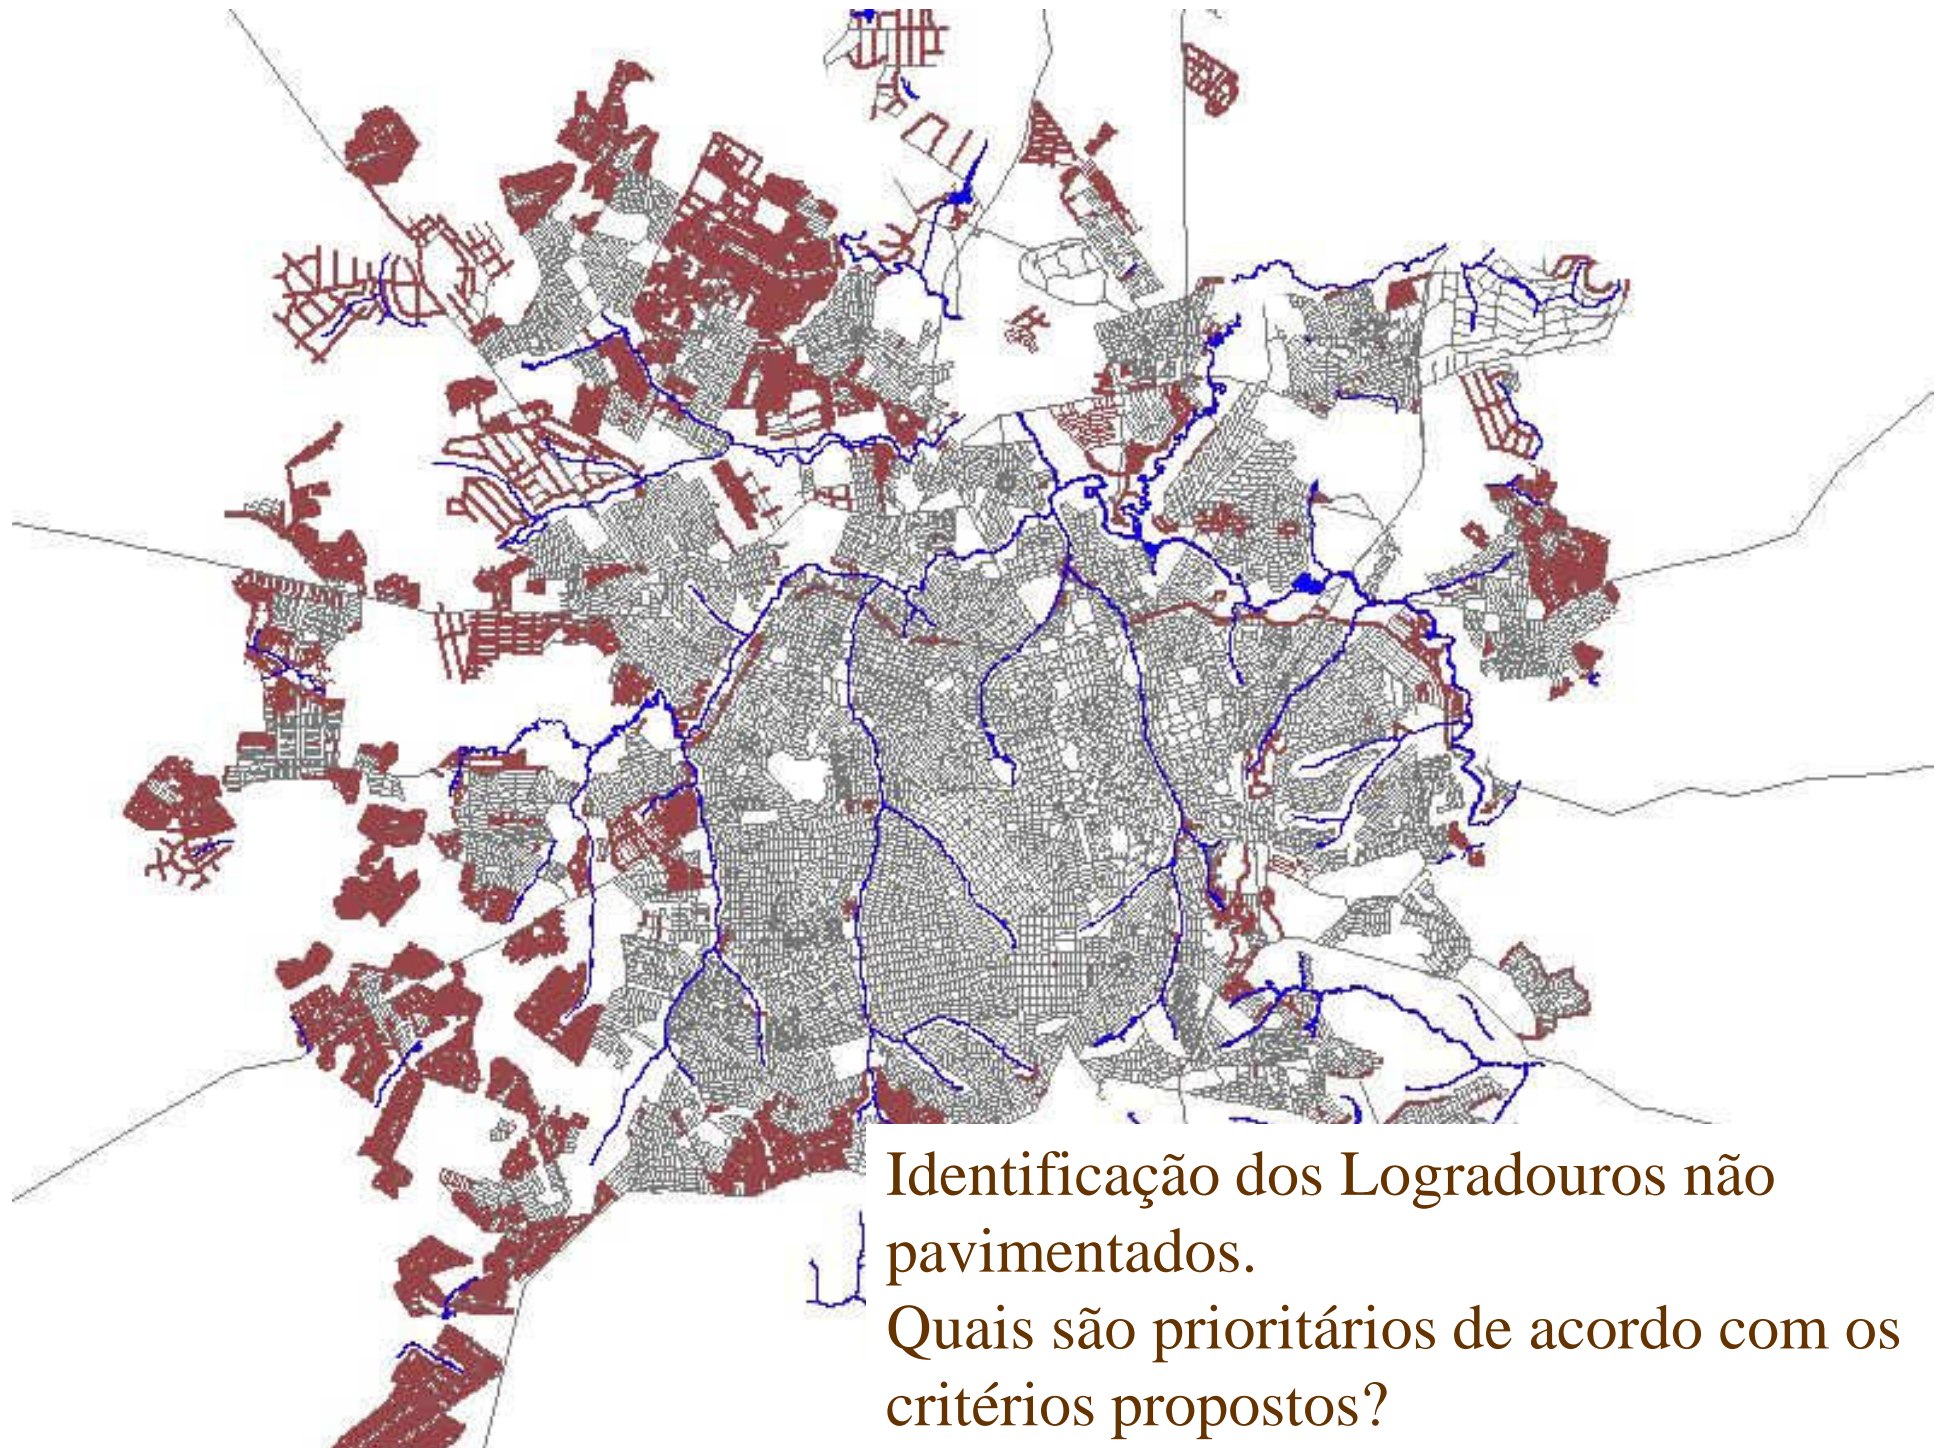 Identificação dos Logradouros não
pavimentados.
Quais são prioritários de acordo com os
critérios propostos?